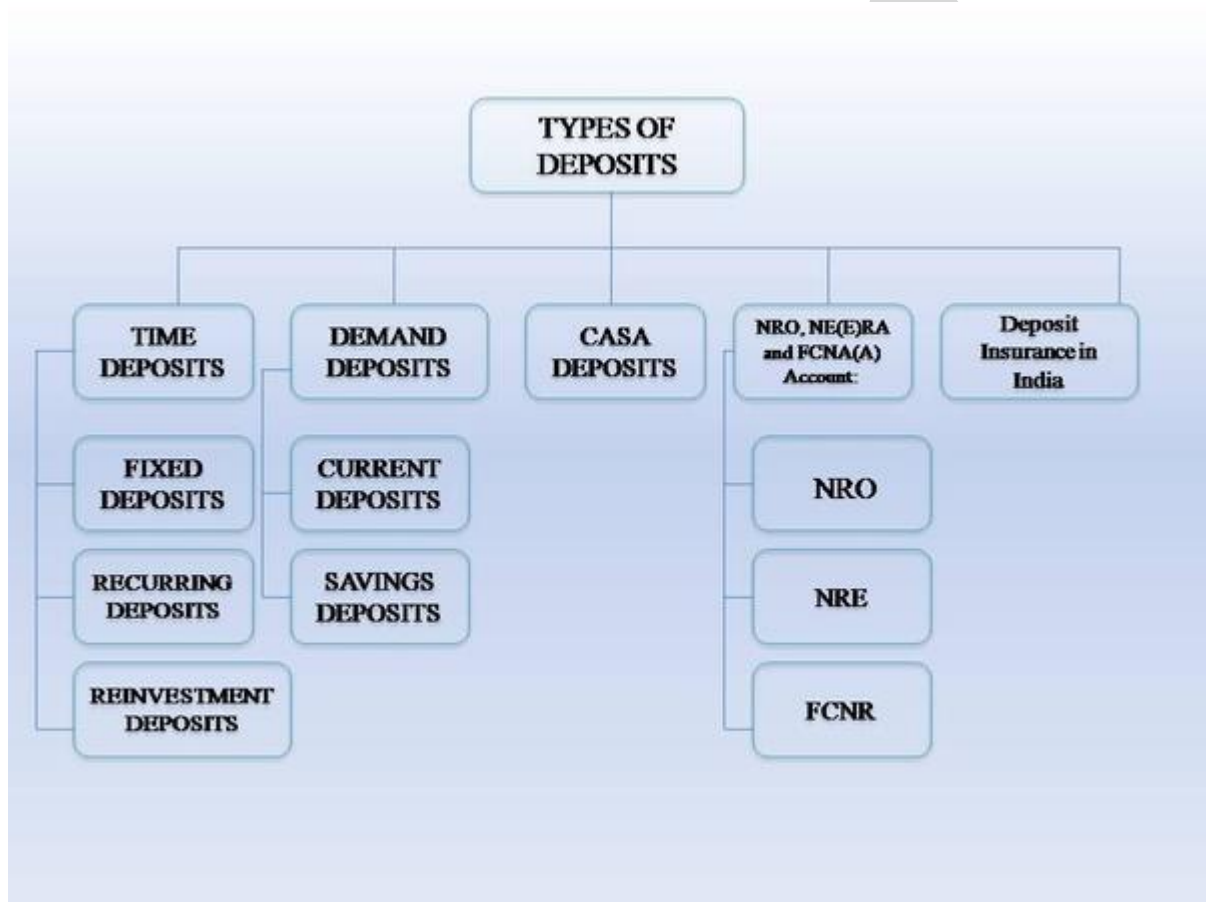 TYPES OF
DEPOSITS
TIME
DEPOSITS
DEMAND
DEPOSITS
CASA
DEPOSITS
NRO, NE(E)RA
and FCNA(A)
Account:
Deposit
Insurance in
India
FIXED
DEPOSITS
RECURRING
DEPOSITS
REINVESTMENT
DEPOSITS
CURRENT
DEPOSITS
SAVINGS
DEPOSITS
NRO
NRE
FCNR